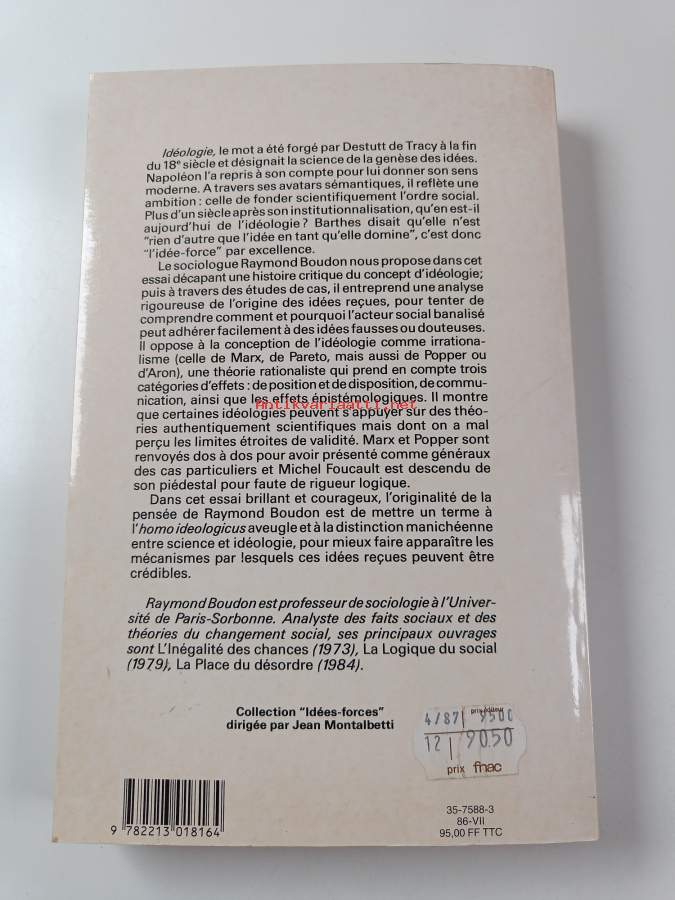 Idéologie, le mot a été forgé par Destutt de Tracy à la fin
du 18e siècle et désignait la science de la genèse des idées.
Napoléon l'a repris à son compte pour lui donner son sens
moderne. A travers ses avatars sémantiques, il reflète une
ambition : celle de fonder scientifiquement l'ordre social.
Plus d'un siècle après son institutionnalisation, qu'en est-il
aujourd'hui de l'idéologie ? Barthes disait qu'elle n'est
"rien d'autre que l'idée en tant qu'elle domine", c'est donc
"l'idée-force" par excellence.
Le sociologue Raymond Boudon nous propose dans cet
essai décapant une histoire critique du concept d'idéologie;
puis à travers des études de cas, il entreprend une analyse
rigoureuse de l'origine des idées reçues, pour tenter de
comprendre comment et pourquoi l'acteur social banalisé
peut adhérer facilement à des idées fausses ou douteuses.
Il oppose à la conception de l'idéologie comme irrationa-
lisme (celle de Marx, de Pareto, mais aussi de Popper ou
d'Aron), une théorie rationaliste qui prend en compte trois
catégories d'effets : de position et de disposition, de commu-
nication, ainsi que les effets épistémologiques. Il montre
Antikvariaatti.net
que certaines idéologies peuvent s'appuyer sur des théo-
ries authentiquement scientifiques mais dont on a mal
perçu les limites étroites de validité. Marx et Popper sont
renvoyés dos à dos pour avoir présenté comme généraux
des cas particuliers et Michel Foucault est descendu de
son piédestal pour faute de rigueur logique.
Dans cet essai brillant et courageux, l'originalité de la
pensée de Raymond Boudon est de mettre un terme à
l'homo ideologicus aveugle et à la distinction manichéenne
entre science et idéologie, pour mieux faire apparaître les
mécanismes par lesquels ces idées reçues peuvent être
crédibles.
Raymond Boudon est professeur de sociologie à l'Univer-
sité de Paris-Sorbonne. Analyste des faits sociaux et des
théories du changement social, ses principaux ouvrages
sont L'Inégalité des chances (1973), La Logique du social
(1979), La Place du désordre (1984).
Collection "Idées-forces"
dirigée par Jean Montalbetti
prix éditeur
4/87 9500
12 9050
prix fnac
9 782213 018164
35-7588-3
86-VII
95,00 FF TTC